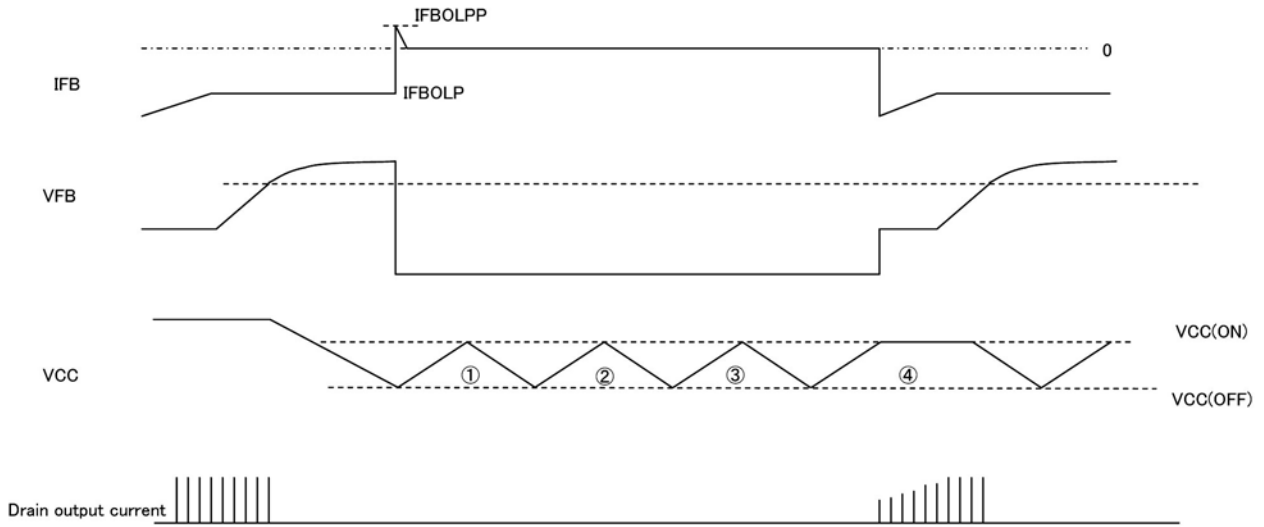 IFBOLPP
0
IFB
IFBOLP
VFB
VCC(ON)
VCC
① ② ③ ④
VCC(OFF)
Drain output current